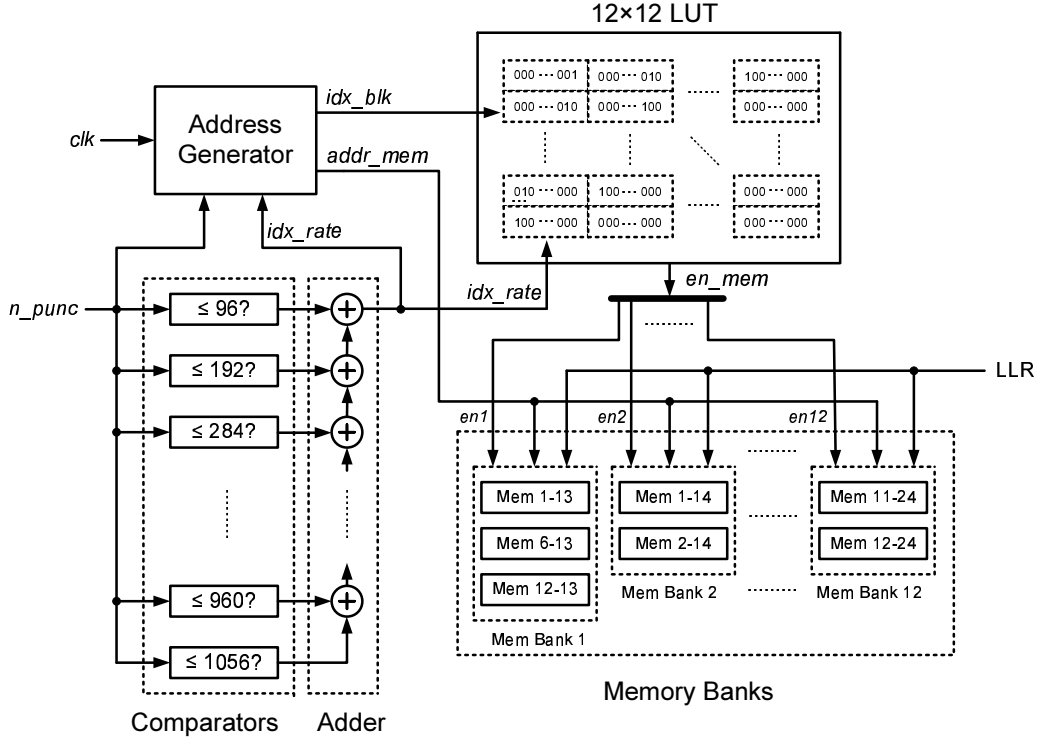 12×12 LUT
000 ··· 001 000 ··· 010 ...... 100 ··· 000
000 ··· 010 000 ··· 100 000 ··· 000
010 ··· 000 100 ··· 000 ...... 000 ··· 000
...
100 ··· 000 000 ··· 000 000 ··· 000
clk
Address
Generator
idx_blk
addr_mem
idx_rate
idx_rate
en_mem
n_punc
≤ 96?
≤ 192?
≤ 284?
≤ 960?
≤ 1056?
+
+
+
+
Comparators
Adder
LLR
en1
en2
en12
Mem 1-13
Mem 6-13
Mem 12-13
Mem Bank 1
Mem 1-14
Mem 2-14
Mem Bank 2
Mem 11-24
Mem 12-24
Mem Bank 12
Memory Banks